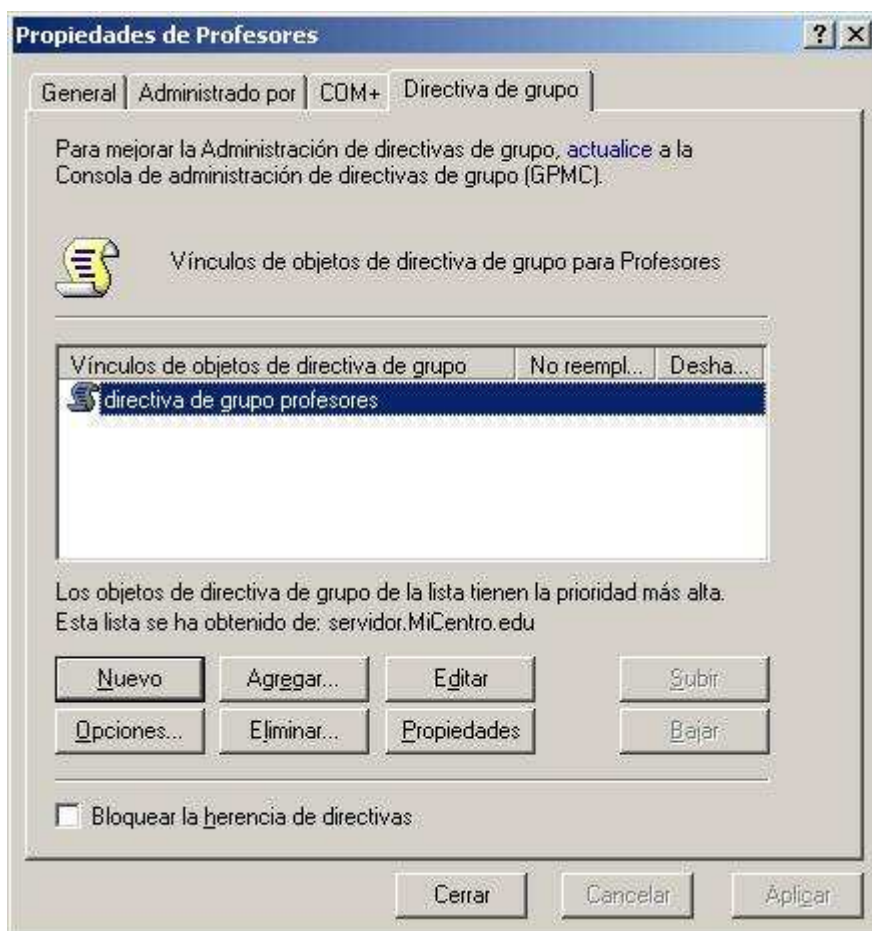 Propiedades de Profesores
General Administrado por COM+ Directiva de grupo
Para mejorar la Administración de directivas de grupo, actualice a la
Consola de administración de directivas de grupo (GPMC).
Vínculos de objetos de directiva de grupo para Profesores
Vínculos de objetos de directiva de grupo No reempl... Desha...
directiva de grupo profesores
Los objetos de directiva de grupo de la lista tienen la prioridad más alta.
Esta lista se ha obtenido de: servidor.MiCentro.edu
Nuevo Agregar... Editar Subir
Opciones... Eliminar... Propiedades Bajar
Bloquear la herencia de directivas
Cerrar Cancelar Aplicar